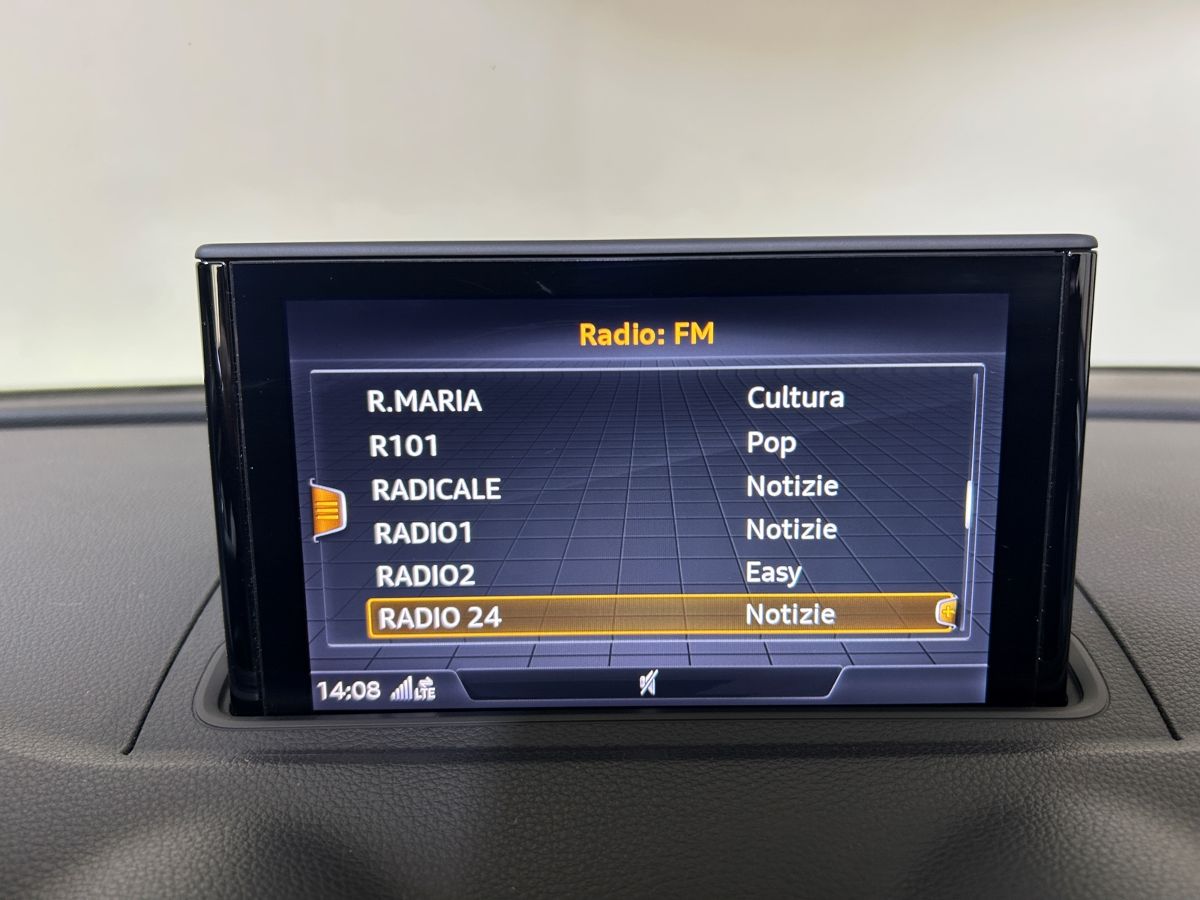 Radio: FM
R.MARIA Cultura
R101 Pop
RADICALE Notizie
RADIO1 Notizie
RADIO2 Easy
RADIO 24 Notizie
14:08 LTE